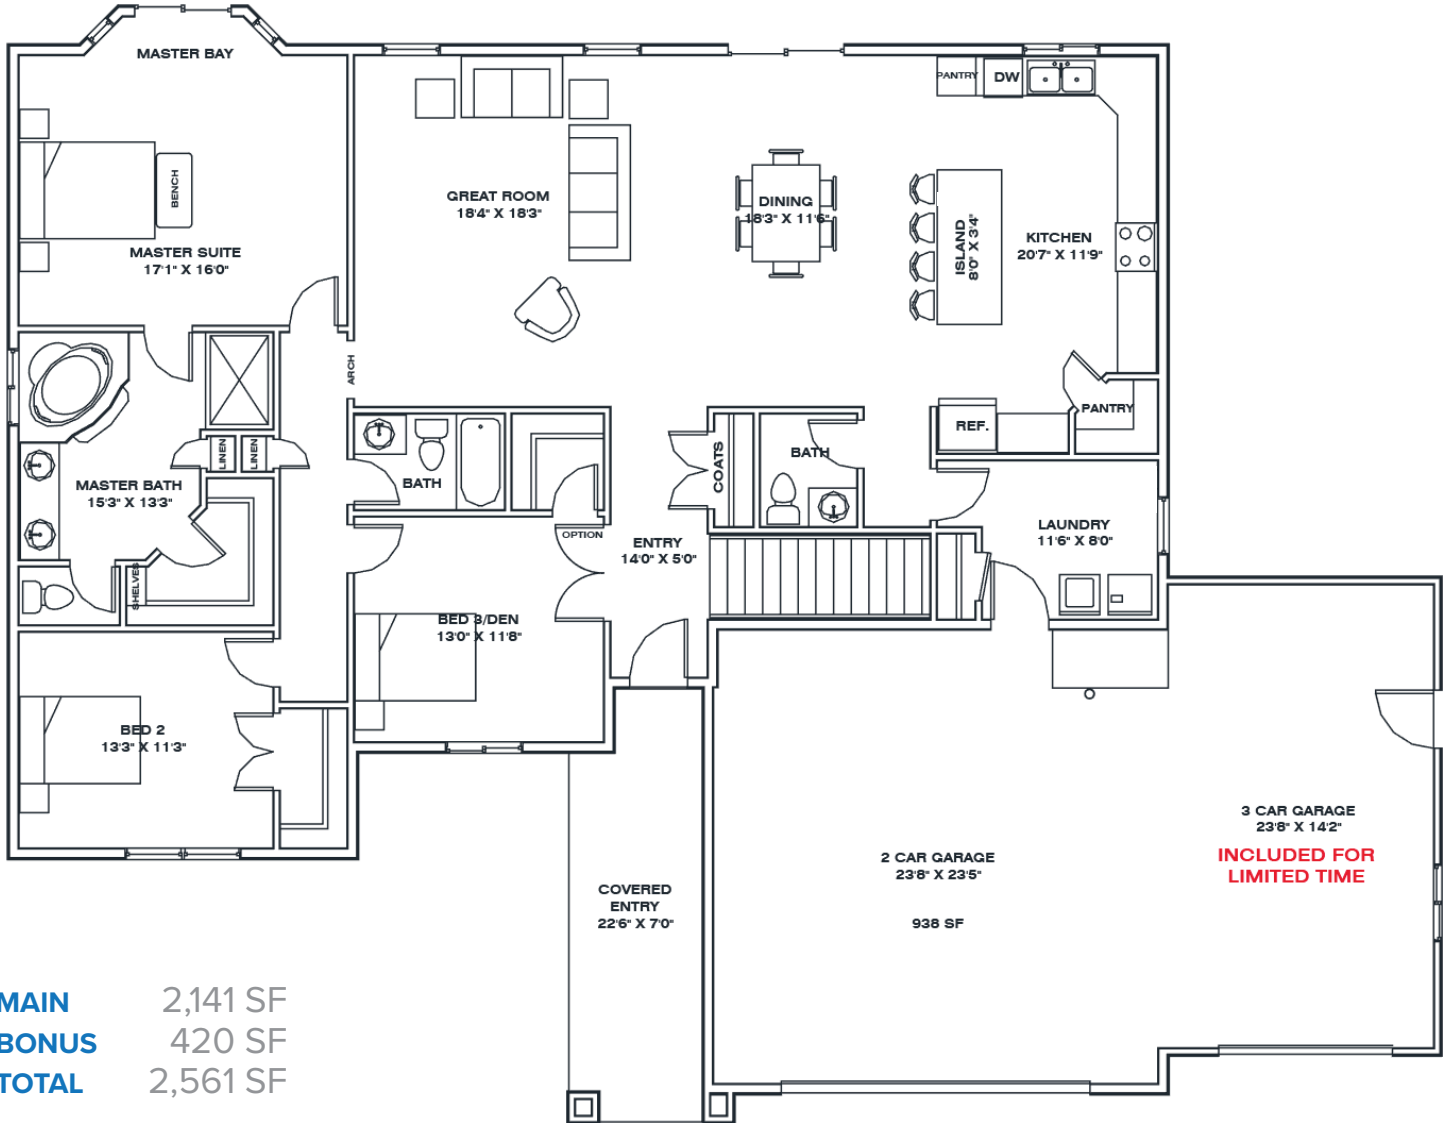 MASTER BAY
PANTRY
DW
BENCH
GREAT ROOM
18'4" X 18'3"
DINING
18'3" X 11'6"
ISLAND
8'0" X 3'4"
KITCHEN
20'7" X 11'9"
MASTER SUITE
17'1" X 16'0"
ARCH
PANTRY
REF.
LINEN
LINEN
BATH
COATS
BATH
MASTER BATH
15'3" X 13'3"
OPTION
ENTRY
14'0" X 5'0"
LAUNDRY
11'6" X 8'0"
SHELVES
BED 3/DEN
13'0" X 11'8"
BED 2
13'3" X 11'3"
3 CAR GARAGE
23'8" X 14'2"
INCLUDED FOR
LIMITED TIME
2 CAR GARAGE
23'8" X 23'5"
938 SF
COVERED
ENTRY
22'6" X 7'0"
MAIN 2,141 SF
BONUS 420 SF
TOTAL 2,561 SF